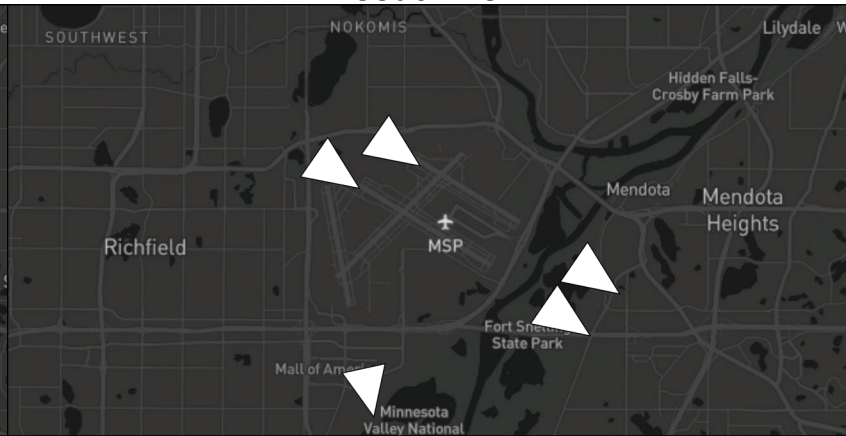 SOUTHWEST
NOKOMIS
Lilydale
Hidden Falls-
Crosby Farm Park
Mendota
Mendota
Heights
MSP
Richfield
Fort Snelling
State Park
Mall of Amer
Minnesota
Valley National